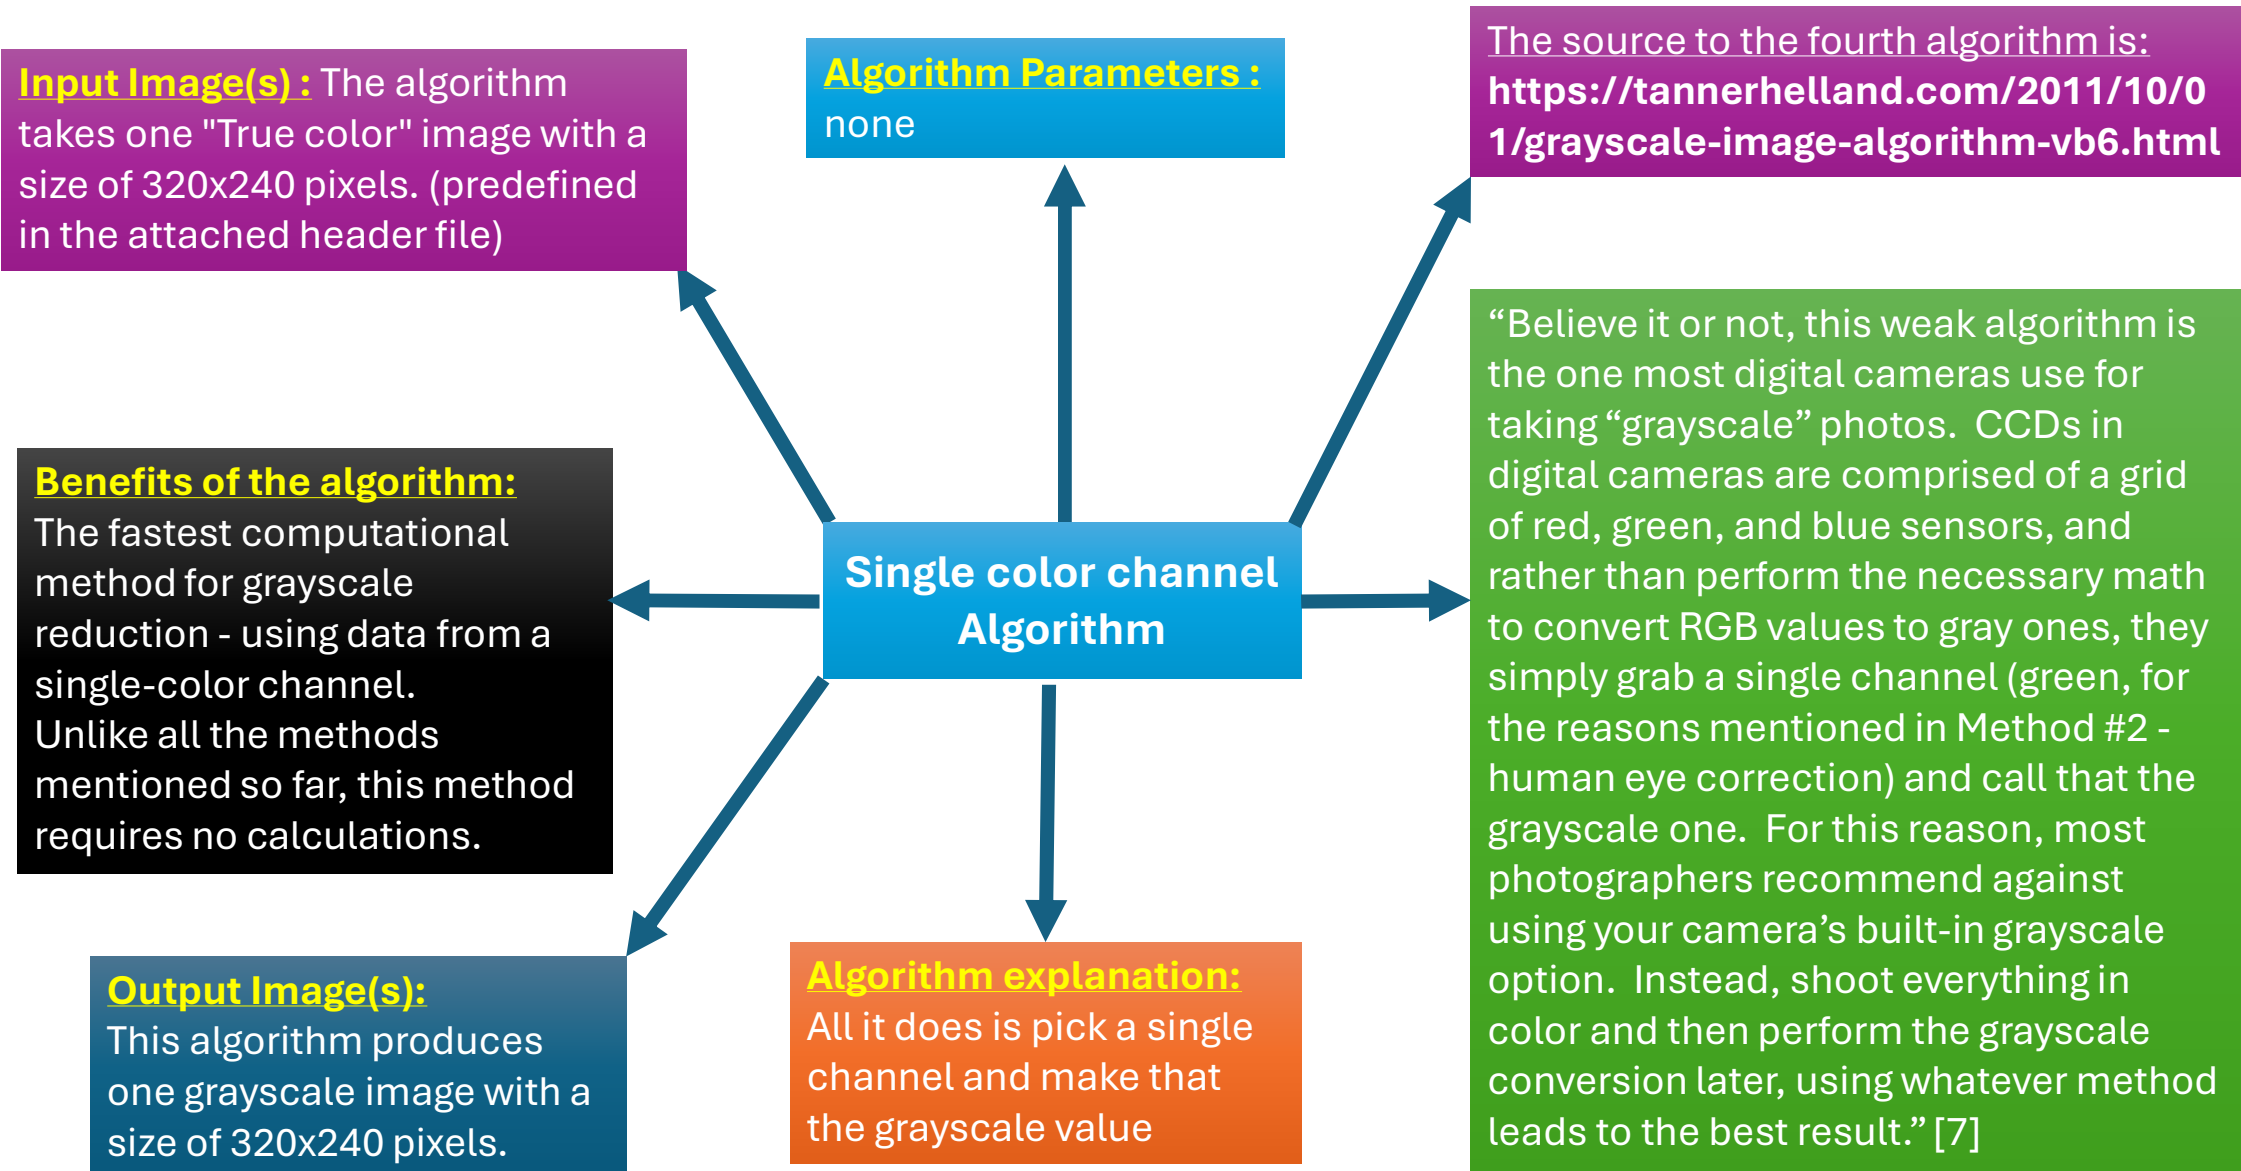 Input Image(s) : The algorithm
takes one "True color" image with a
size of 320x240 pixels. (predefined
in the attached header file)
Algorithm Parameters :
none
The source to the fourth algorithm is:
https://tannerhelland.com/2011/10/0
1/grayscale-image-algorithm-vb6.html
Benefits of the algorithm:
The fastest computational
method for grayscale
reduction - using data from a
single-color channel.
Unlike all the methods
mentioned so far, this method
requires no calculations.
Single color channel
Algorithm
“Believe it or not, this weak algorithm is
the one most digital cameras use for
taking “grayscale” photos.  CCDs in
digital cameras are comprised of a grid
of red, green, and blue sensors, and
rather than perform the necessary math
to convert RGB values to gray ones, they
simply grab a single channel (green, for
the reasons mentioned in Method #2 -
human eye correction) and call that the
grayscale one.  For this reason, most
photographers recommend against
using your camera’s built-in grayscale
option.  Instead, shoot everything in
color and then perform the grayscale
conversion later, using whatever method
leads to the best result.” [7]
Output Image(s):
This algorithm produces
one grayscale image with a
size of 320x240 pixels.
Algorithm explanation:
All it does is pick a single
channel and make that
the grayscale value